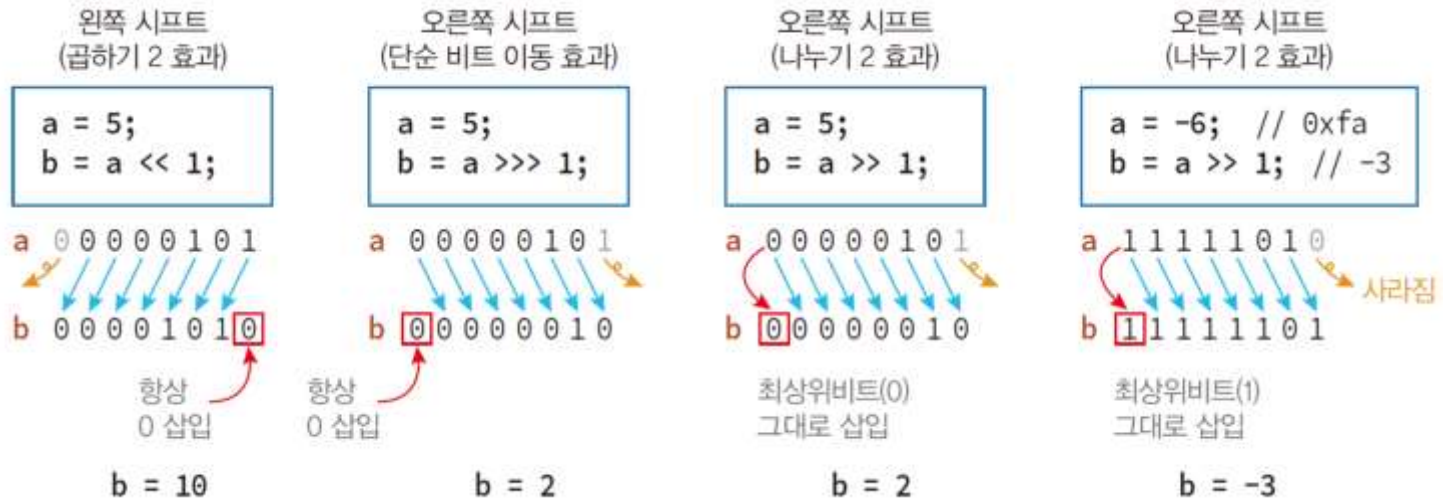 왼쪽 시프트
(곱하기 2 효과)
a = 5;
b = a << 1;
a 0 0 0 0 0 1 0 1
b 0 0 0 0 1 0 1 0
항상
0 삽입
b = 10
오른쪽 시프트
(단순 비트 이동 효과)
a = 5;
b = a >>> 1;
a 0 0 0 0 0 1 0 1
b 0 0 0 0 0 0 1 0
항상
0 삽입
b = 2
오른쪽 시프트
(나누기 2 효과)
a = 5;
b = a >> 1;
a 0 0 0 0 0 1 0 1
b 0 0 0 0 0 0 1 0
최상위비트(0)
그대로 삽입
b = 2
오른쪽 시프트
(나누기 2 효과)
a = -6; // 0xfa
b = a >> 1; // -3
a 1 1 1 1 1 0 1 0
사라짐
b 1 1 1 1 1 1 0 1
최상위비트(1)
그대로 삽입
b = -3